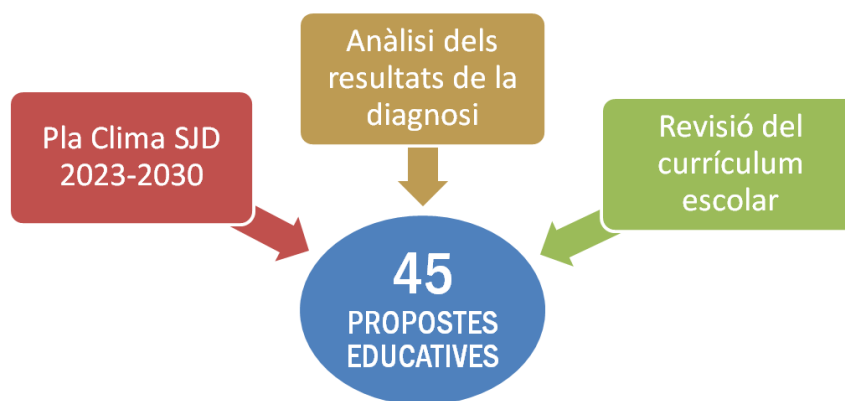 Anàlisi dels
resultats de la
diagnosi
Pla Clima SJD
2023-2030
Revisió del
currículum
escolar
45
PROPOSTES
EDUCATIVES